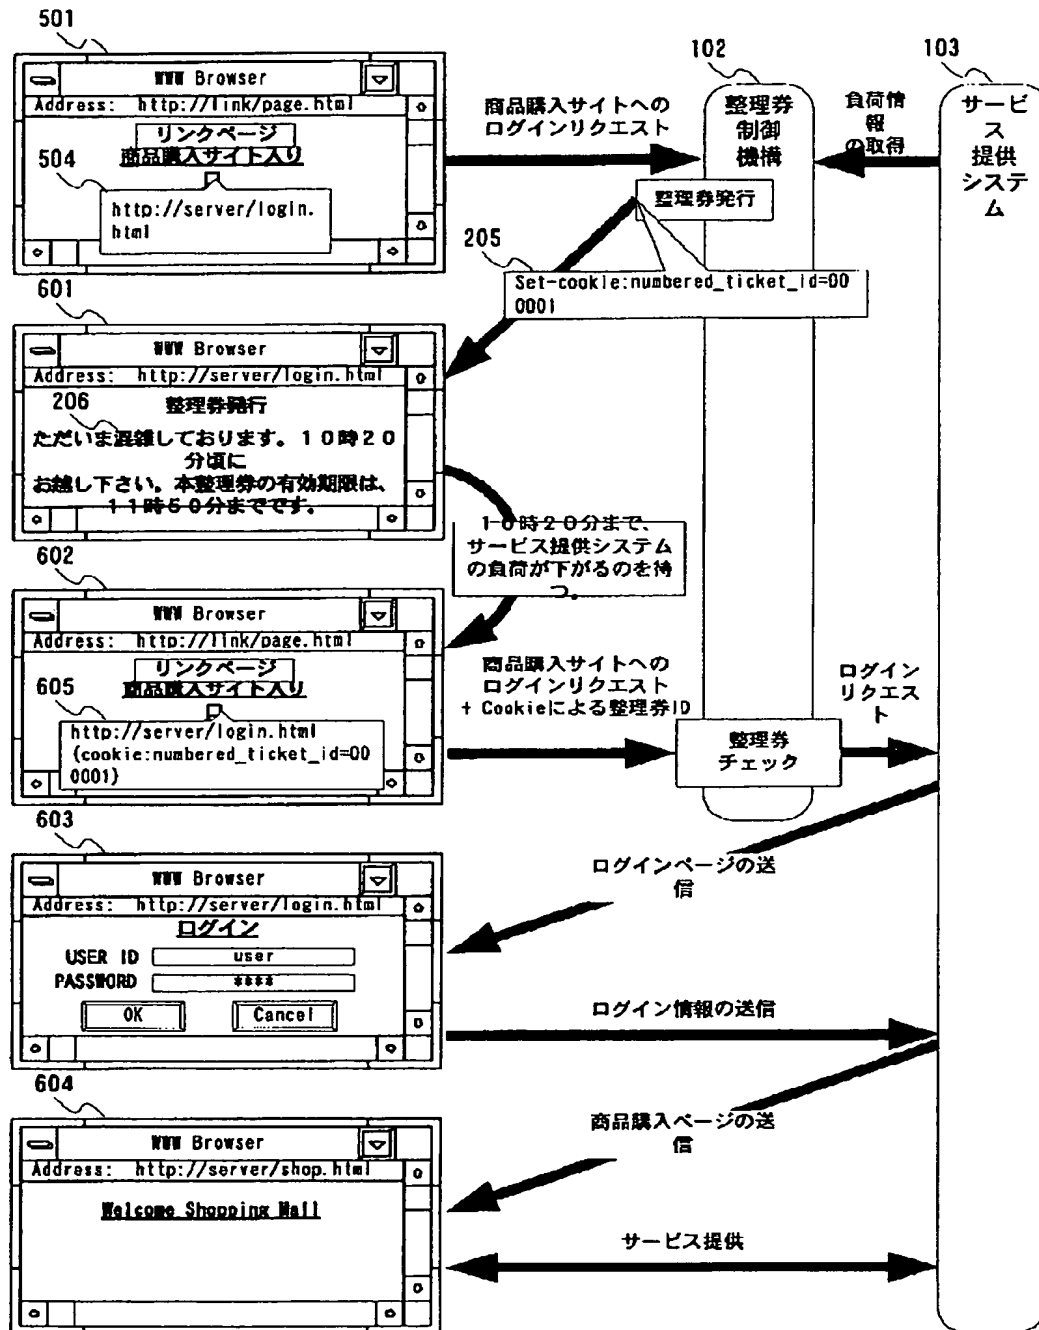 501
WWW Browser
Address: http://link/page.html
リンクページ
商品購入サイト入り
504
http://server/login.
html
商品購入サイトへの
ログインリクエスト
102
整理券
制御
機構
負荷情
報
の取得
103
サービ
ス
提供
システ
ム
整理券発行
205
Set-cookie:numbered_ticket_id=00
0001
601
WWW Browser
Address: http://server/login.html
206
整理券発行
ただいま混雑しております。10時20
分頃に
お越し下さい。本整理券の有効期限は、
11時50分までです。
10時20分まで、
サービス提供システム
の負荷が下がるのを待
つ。
602
WWW Browser
Address: http://link/page.html
リンクページ
商品購入サイト入り
605
http://server/login.html
(cookie:numbered_ticket_id=00
0001)
商品購入サイトへの
ログインリクエスト
+ Cookieによる整理券ID
整理券
チェック
ログイン
リクエス
ト
603
WWW Browser
Address: http://server/login.html
ログイン
USER ID user
PASSWORD ****
OK Cancel
ログインページの送
信
ログイン情報の送信
604
WWW Browser
Address: http://server/shop.html
Welcome Shopping Mall
商品購入ページの送
信
サービス提供